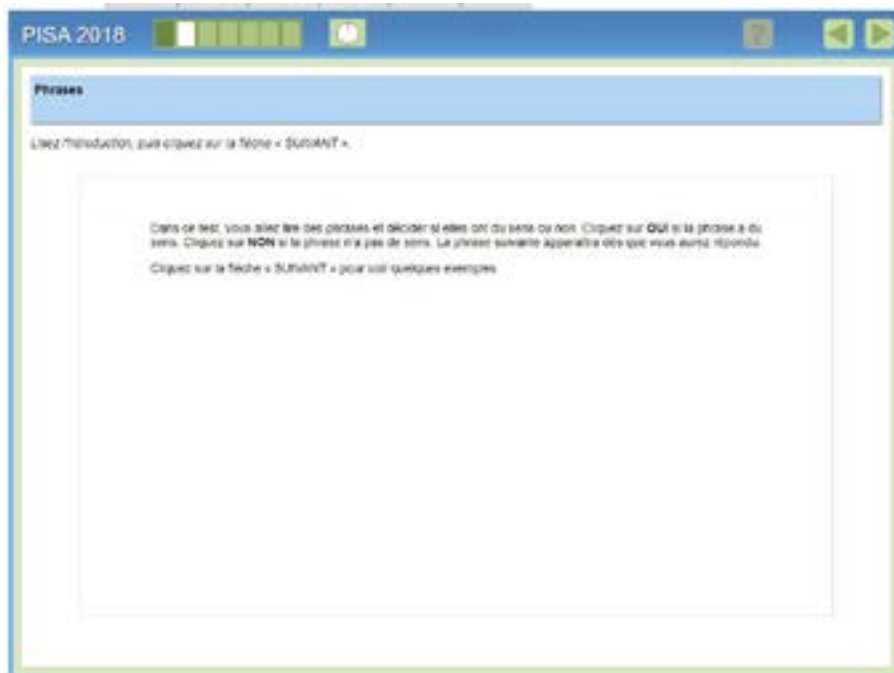 PISA 2018
?
Phrases
Lisez l'introduction, puis cliquez sur la flèche « SUIVANT ».
Dans ce test, vous allez lire des phrases et décider si elles ont du sens ou non. Cliquez sur OUI si la phrase a du
sens. Cliquez sur NON si la phrase n'a pas de sens. La phrase suivante apparaîtra dès que vous aurez répondu.
Cliquez sur la flèche « SUIVANT » pour voir quelques exemples.